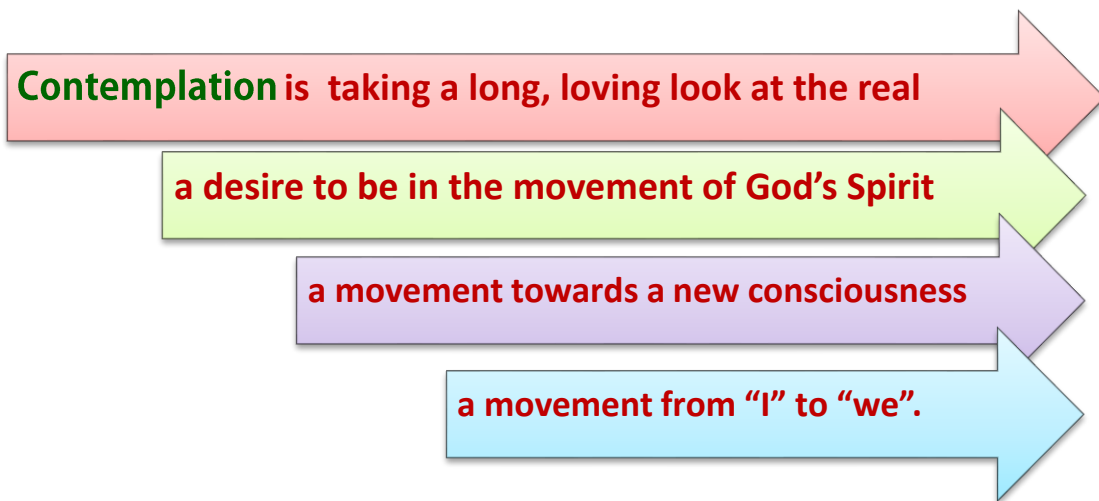 Contemplation is taking a long, loving look at the real
a desire to be in the movement of God’s Spirit
a movement towards a new consciousness
a movement from “I” to “we”.